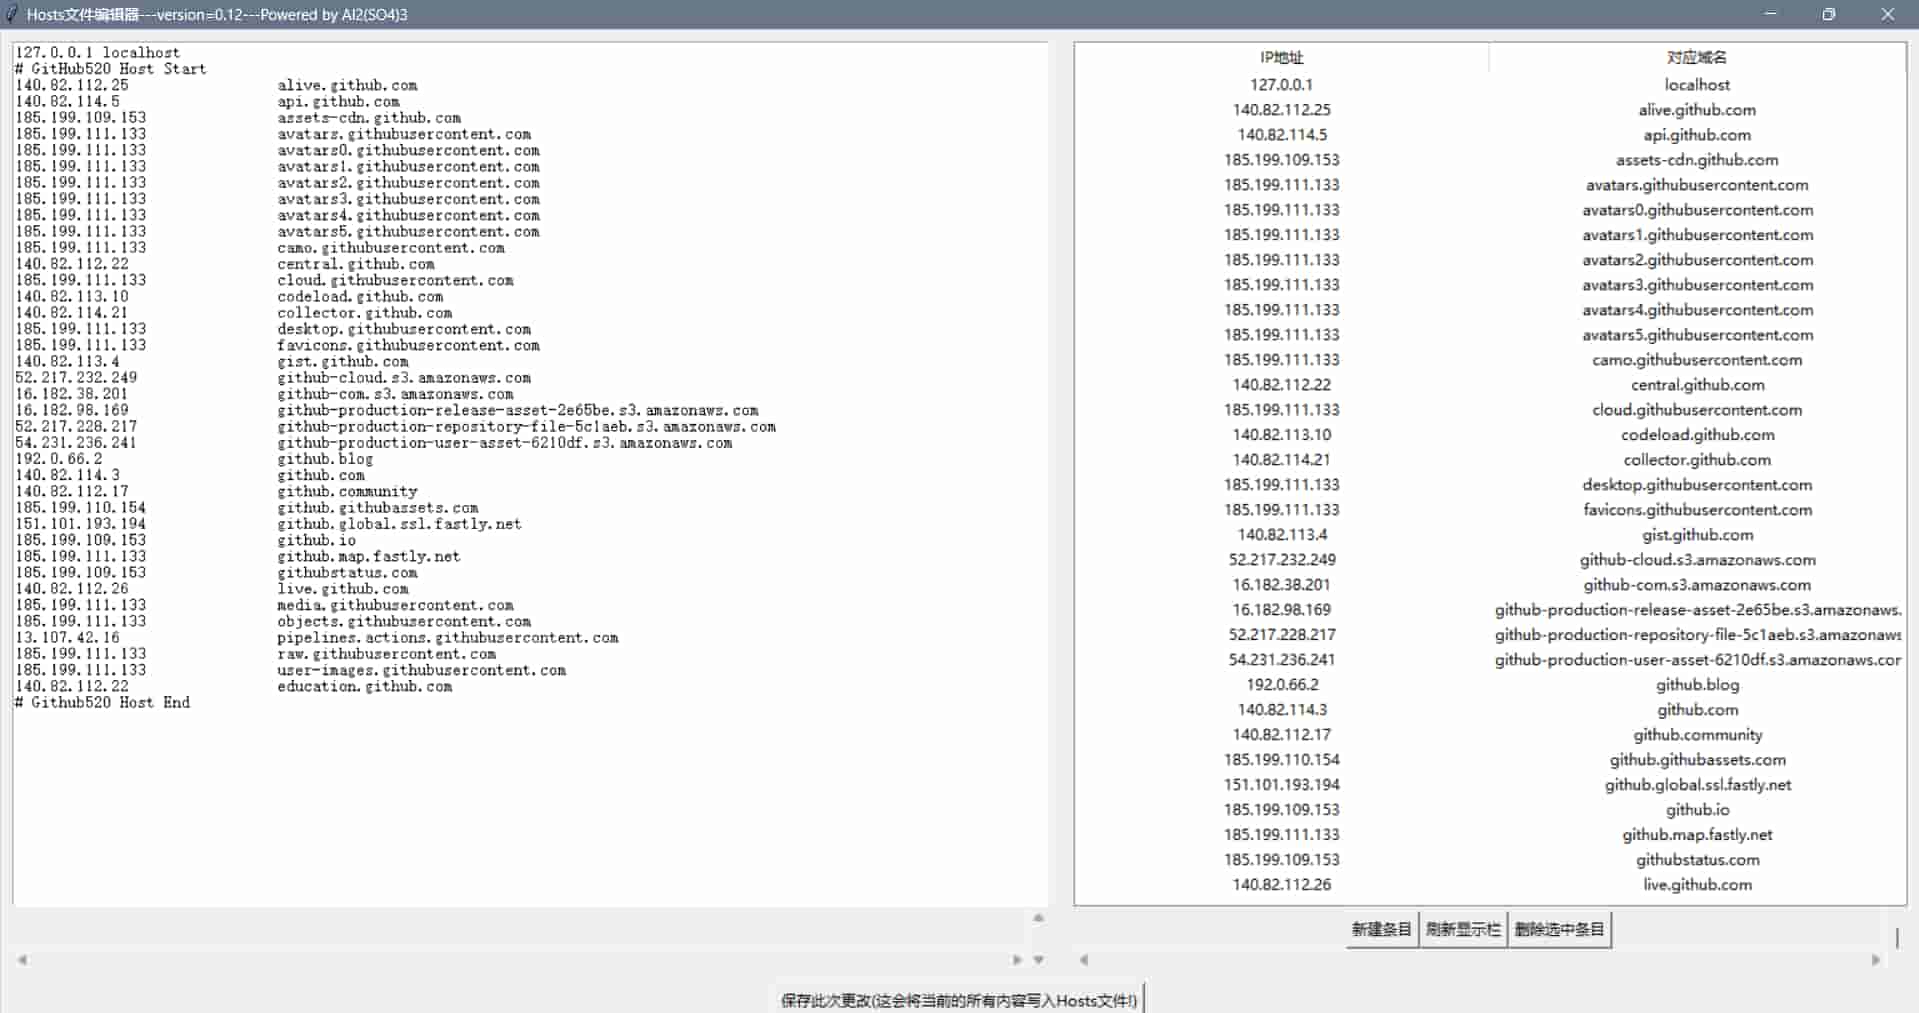 Hosts文件编辑器---version=0.12---Powered by Al2(SO4)3
127.0.0.1 localhost
# GitHub520 Host Start
140.82.112.25 alive.github.com
140.82.114.5 api.github.com
185.199.109.153 assets-cdn.github.com
185.199.111.133 avatars.githubusercontent.com
185.199.111.133 avatars0.githubusercontent.com
185.199.111.133 avatars1.githubusercontent.com
185.199.111.133 avatars2.githubusercontent.com
185.199.111.133 avatars3.githubusercontent.com
185.199.111.133 avatars4.githubusercontent.com
185.199.111.133 avatars5.githubusercontent.com
185.199.111.133 camo.githubusercontent.com
140.82.112.22 central.github.com
185.199.111.133 cloud.githubusercontent.com
140.82.113.10 codeload.github.com
140.82.114.21 collector.github.com
185.199.111.133 desktop.githubusercontent.com
185.199.111.133 favicons.githubusercontent.com
140.82.113.4 gist.github.com
52.217.232.249 github-cloud.s3.amazonaws.com
16.182.38.201 github-com.s3.amazonaws.com
16.182.98.169 github-production-release-asset-2e65be.s3.amazonaws.com
52.217.228.217 github-production-repository-file-5c1aeb.s3.amazonaws.com
54.231.236.241 github-production-user-asset-6210df.s3.amazonaws.com
192.0.66.2 github.blog
140.82.114.3 github.com
140.82.112.17 github.community
185.199.110.154 github.githubassets.com
151.101.193.194 github.global.ssl.fastly.net
185.199.109.153 github.io
185.199.111.133 github.map.fastly.net
185.199.109.153 githubstatus.com
140.82.112.26 live.github.com
185.199.111.133 media.githubusercontent.com
185.199.111.133 objects.githubusercontent.com
13.107.42.16 pipelines.actions.githubusercontent.com
185.199.111.133 raw.githubusercontent.com
185.199.111.133 user-images.githubusercontent.com
140.82.112.22 education.github.com
# Github520 Host End
IP地址 对应域名
127.0.0.1 localhost
140.82.112.25 alive.github.com
140.82.114.5 api.github.com
185.199.109.153 assets-cdn.github.com
185.199.111.133 avatars.githubusercontent.com
185.199.111.133 avatars0.githubusercontent.com
185.199.111.133 avatars1.githubusercontent.com
185.199.111.133 avatars2.githubusercontent.com
185.199.111.133 avatars3.githubusercontent.com
185.199.111.133 avatars4.githubusercontent.com
185.199.111.133 avatars5.githubusercontent.com
185.199.111.133 camo.githubusercontent.com
140.82.112.22 central.github.com
185.199.111.133 cloud.githubusercontent.com
140.82.113.10 codeload.github.com
140.82.114.21 collector.github.com
185.199.111.133 desktop.githubusercontent.com
185.199.111.133 favicons.githubusercontent.com
140.82.113.4 gist.github.com
52.217.232.249 github-cloud.s3.amazonaws.com
16.182.38.201 github-com.s3.amazonaws.com
16.182.98.169 github-production-release-asset-2e65be.s3.amazonaws.
52.217.228.217 github-production-repository-file-5c1aeb.s3.amazonaws
54.231.236.241 github-production-user-asset-6210df.s3.amazonaws.cor
192.0.66.2 github.blog
140.82.114.3 github.com
140.82.112.17 github.community
185.199.110.154 github.githubassets.com
151.101.193.194 github.global.ssl.fastly.net
185.199.109.153 github.io
185.199.111.133 github.map.fastly.net
185.199.109.153 githubstatus.com
140.82.112.26 live.github.com
新建条目 刷新显示栏 删除选中条目
保存此次更改(这会将当前的所有内容写入Hosts文件!)